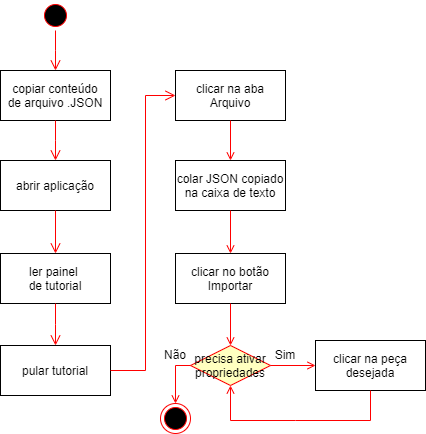 copiar conteúdo
de arquivo .JSON
abrir aplicação
ler painel
de tutorial
pular tutorial
clicar na aba
Arquivo
colar JSON copiado
na caixa de texto
clicar no botão
Importar
precisa ativar
propriedades
Não
Sim
clicar na peça
desejada